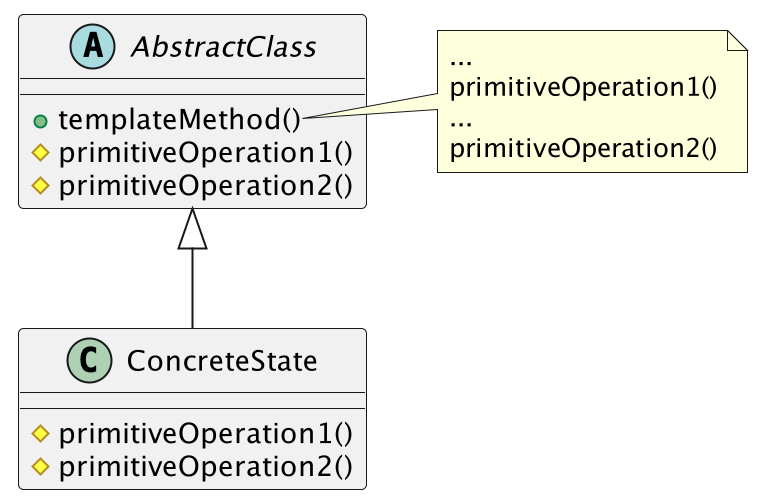 A AbstractClass
templateMethod()
primitiveOperation1()
primitiveOperation2()
...
primitiveOperation1()
...
primitiveOperation2()
C ConcreteState
primitiveOperation1()
primitiveOperation2()